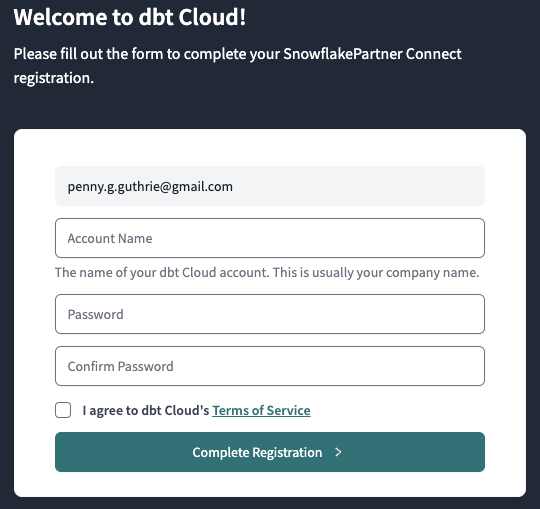 Welcome to dbt Cloud!
Please fill out the form to complete your SnowflakePartner Connect
registration.
penny.g.guthrie@gmail.com
Account Name
The name of your dbt Cloud account. This is usually your company name.
Password
Confirm Password
I agree to dbt Cloud's Terms of Service
Complete Registration